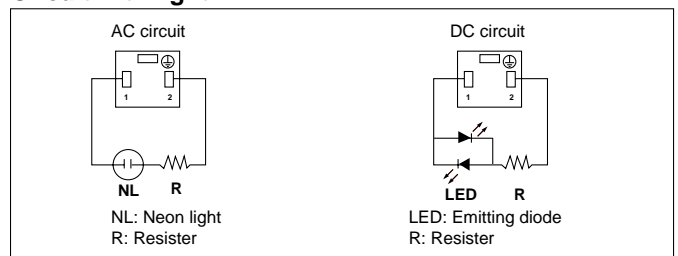 AC circuit
DC circuit
1 2
1 2
NL R
LED R
NL: Neon light
R: Resister
LED: Emitting diode
R: Resister